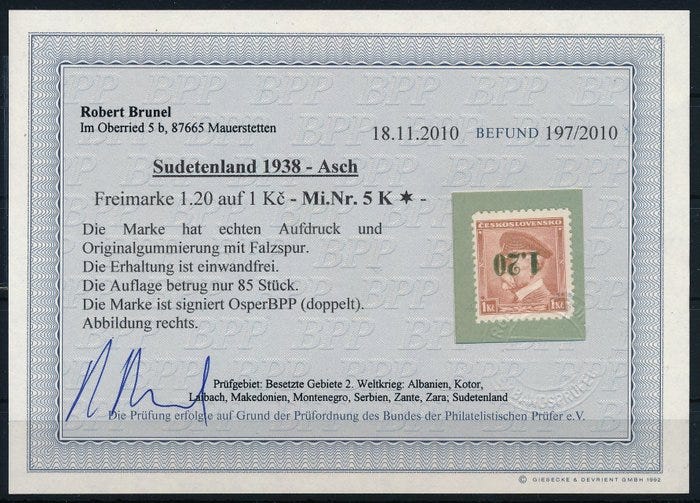 Robert Brunel
Im Oberried 5 b, 87665 Mauerstetten
18.11.2010 BEFUND 197/2010
Sudetenland 1938 - Asch
Freimarke 1.20 auf 1 Kč - Mi.Nr. 5 K ✶ -
Die Marke hat echten Aufdruck und
Originalgummierung mit Falzspur.
Die Erhaltung ist einwandfrei.
Die Auflage betrug nur 85 Stück.
Die Marke ist signiert OsperBPP (doppelt).
Abbildung rechts.
ČESKOSLOVENSKO
1.20
1Kč 1Kč
Prüfgebiet: Besetzte Gebiete 2. Weltkrieg: Albanien, Kotor,
Laibach, Makedonien, Montenegro, Serbien, Zante, Zara; Sudetenland
Die Prüfung erfolgte auf Grund der Prüfordnung des Bundes der Philatelistischen Prüfer e.V.
© GIESECKE & DEVRIENT GMBH 1992